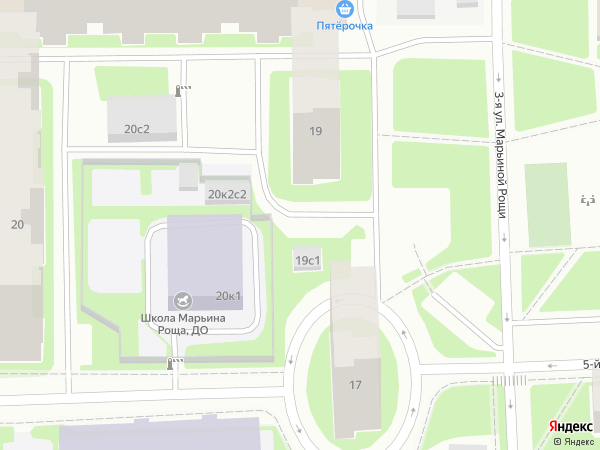 Пятёрочка
20с2
19
3-я ул. Марьиной Рощи
20к2с2
20
19с1
20к1
Школа Марьина
Роща, ДО
5-й
17
Яндекс
© Яндекс